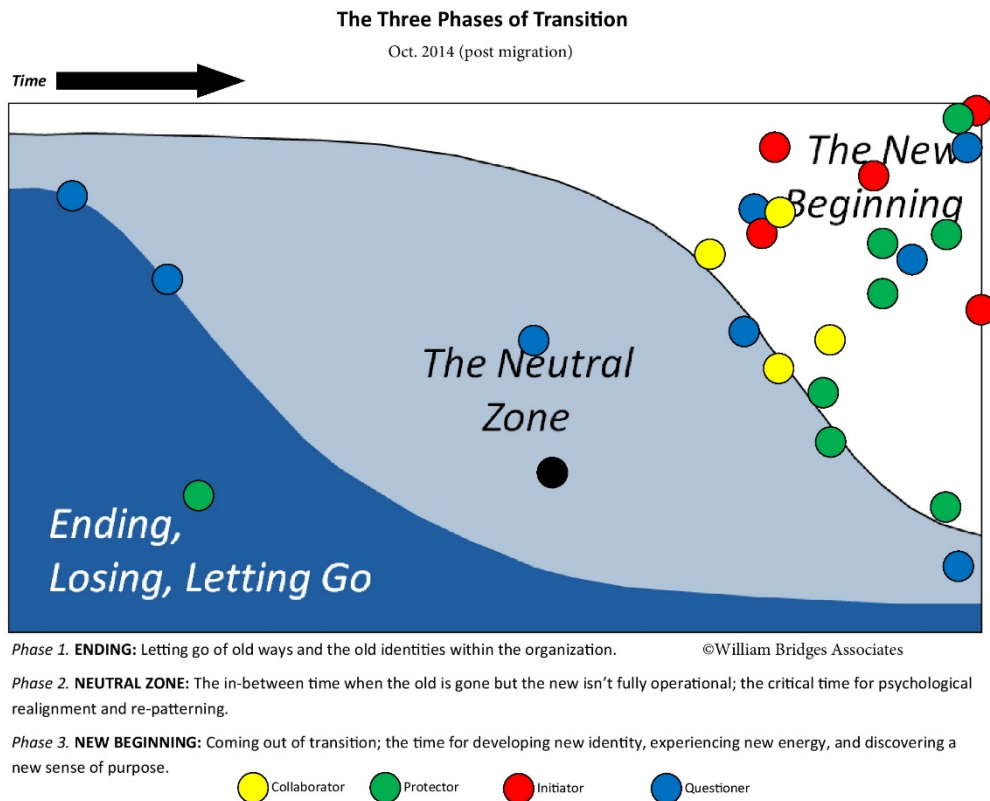 The Three Phases of Transition
Oct. 2014 (post migration)
Time
The New
Beginning
The Neutral
Zone
Ending,
Losing, Letting Go
Phase 1. ENDING: Letting go of old ways and the old identities within the organization.
©William Bridges Associates
Phase 2. NEUTRAL ZONE: The in-between time when the old is gone but the new isn't fully operational; the critical time for psychological
realignment and re-patterning.
Phase 3. NEW BEGINNING: Coming out of transition; the time for developing new identity, experiencing new energy, and discovering a
new sense of purpose.
Collaborator Protector Initiator Questioner